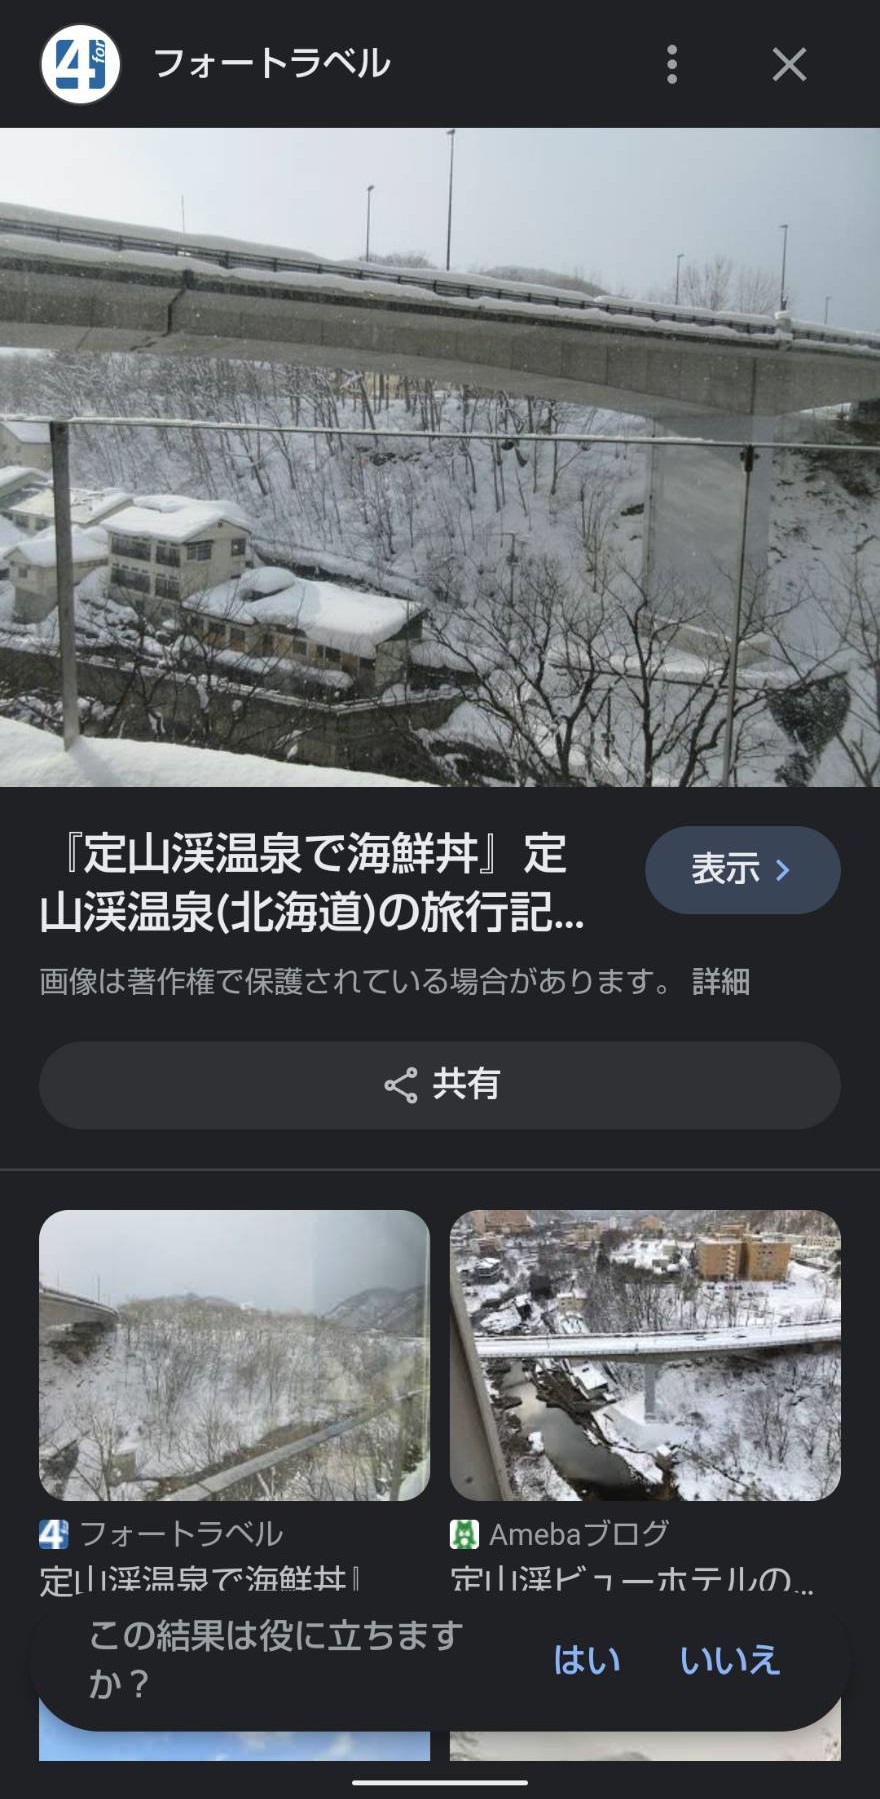 4 for
フォートラベル
『定山渓温泉で海鮮丼』定
山渓温泉(北海道)の旅行記...
表示
画像は著作権で保護されている場合があります。 詳細
共有
フォートラベル
定山渓温泉で海鮮丼』
Amebaブログ
定山渓ビューホテルの...
この結果は役に立ちます
か？
はい
いいえ